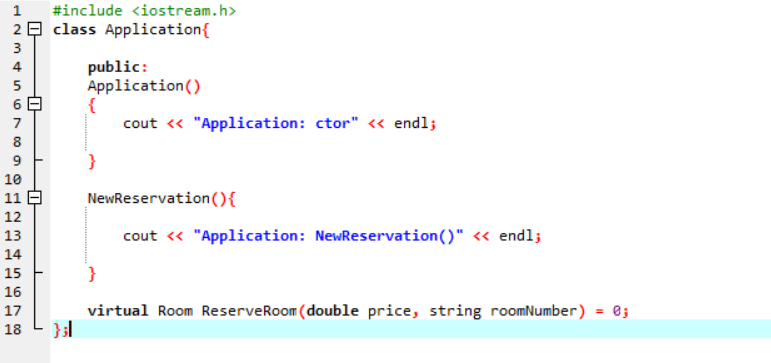 1 #include <iostream.h>
2 class Application{
3
4 public:
5 Application()
6 {
7 cout << "Application: ctor" << endl;
8
9 }
10
11 NewReservation(){
12
13 cout << "Application: NewReservation()" << endl;
14
15 }
16
17 virtual Room ReserveRoom(double price, string roomNumber) = 0;
18 };